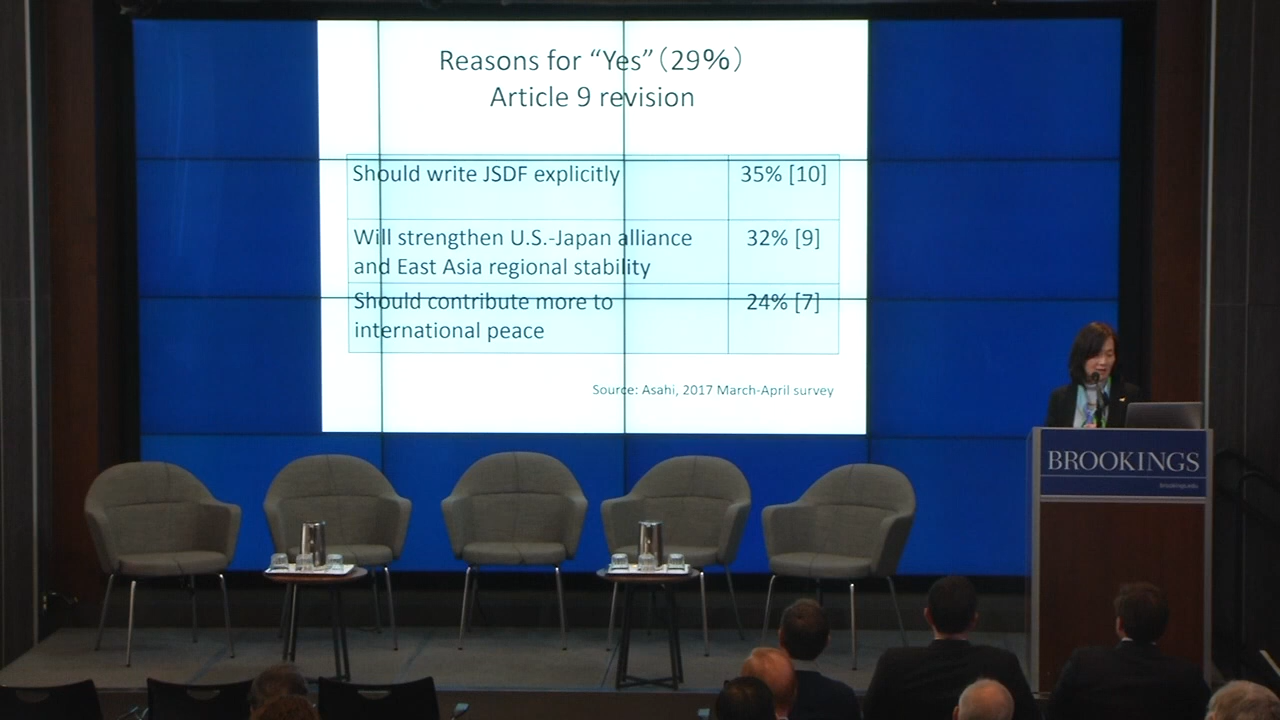 Reasons for “Yes”（29％）
Article 9 revision
Should write JSDF explicitly 35% [10]
Will strengthen U.S.-Japan alliance 32% [9]
and East Asia regional stability
Should contribute more to 24% [7]
international peace
Source: Asahi, 2017 March-April survey
BROOKINGS
brookings.edu